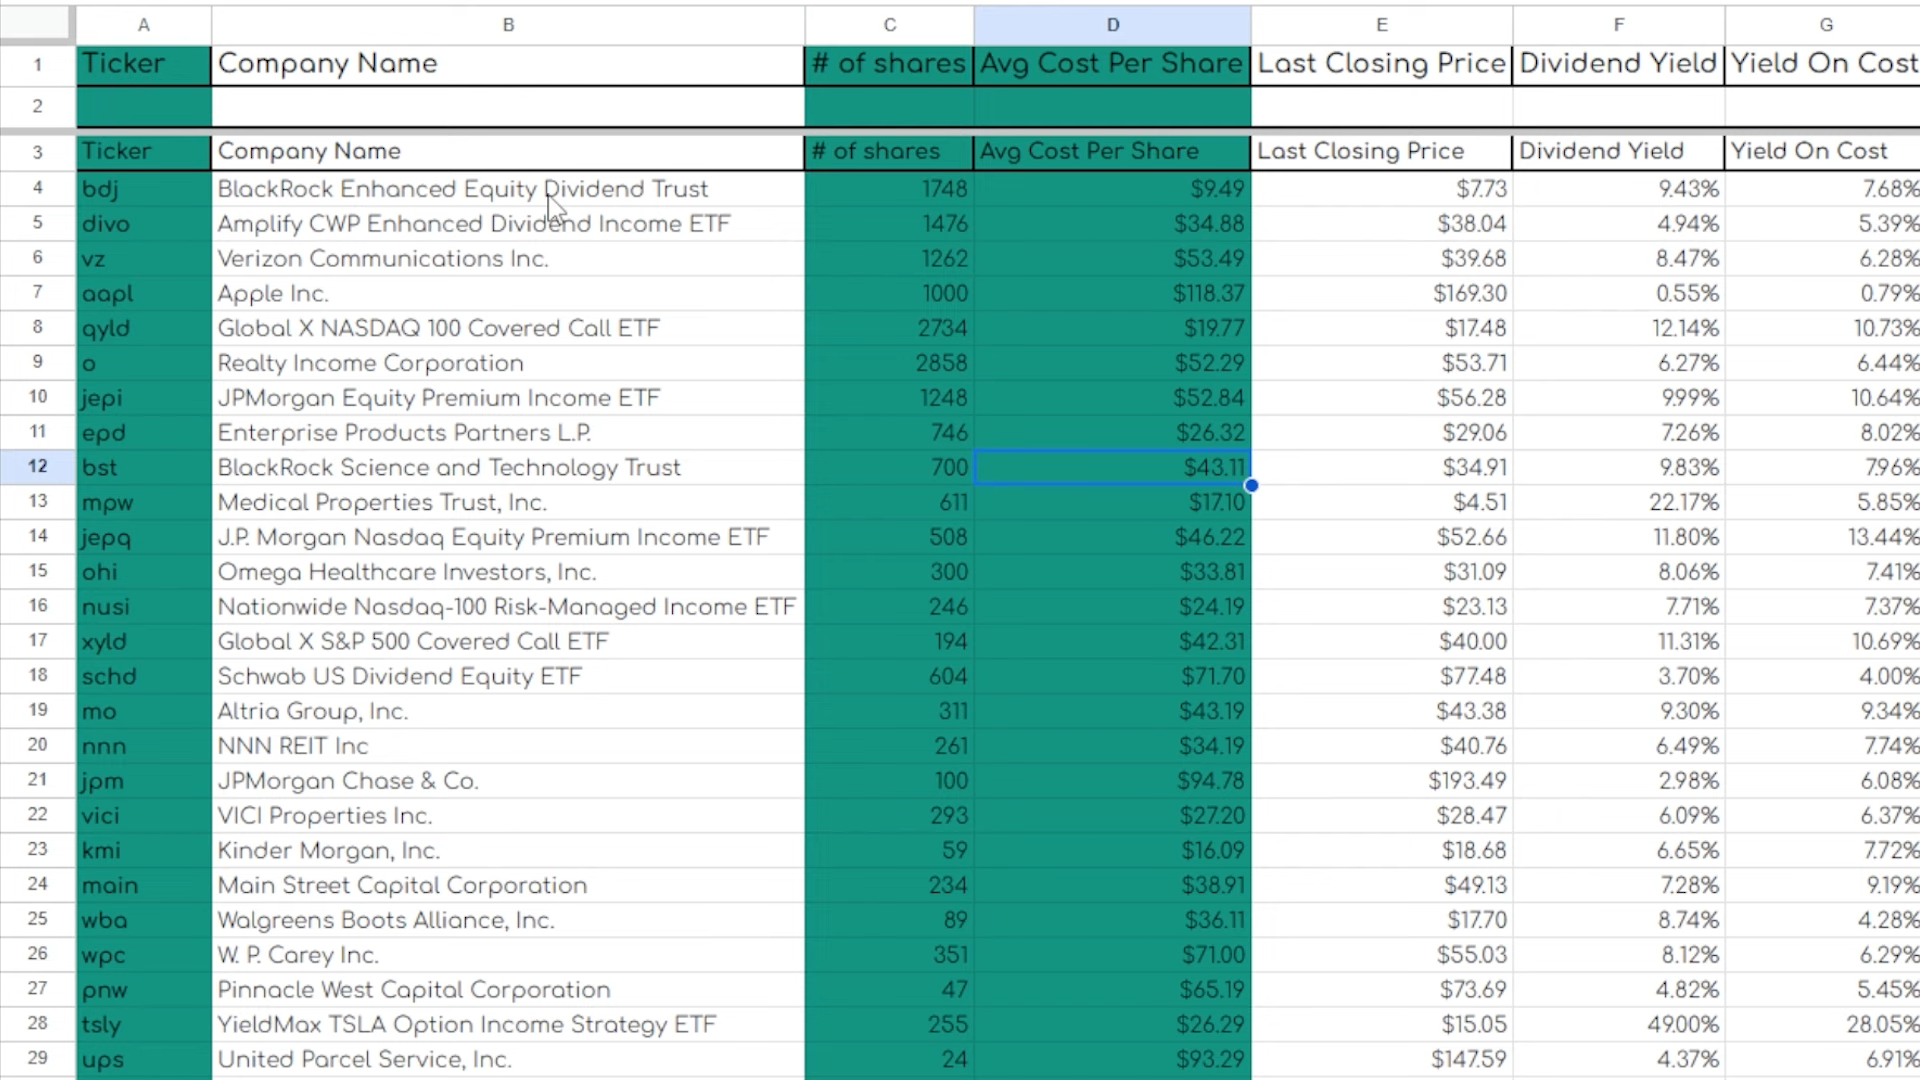 A B C D E F G
1 Ticker Company Name # of shares Avg Cost Per Share Last Closing Price Dividend Yield Yield On Cost
2
3 Ticker Company Name # of shares Avg Cost Per Share Last Closing Price Dividend Yield Yield On Cost
4 bdj BlackRock Enhanced Equity Dividend Trust 1748 $9.49 $7.73 9.43% 7.68%
5 divo Amplify CWP Enhanced Dividend Income ETF 1476 $34.88 $38.04 4.94% 5.39%
6 vz Verizon Communications Inc. 1262 $53.49 $39.68 8.47% 6.28%
7 aapl Apple Inc. 1000 $118.37 $169.30 0.55% 0.79%
8 qyld Global X NASDAQ 100 Covered Call ETF 2734 $19.77 $17.48 12.14% 10.73%
9 o Realty Income Corporation 2858 $52.29 $53.71 6.27% 6.44%
10 jepi JPMorgan Equity Premium Income ETF 1248 $52.84 $56.28 9.99% 10.64%
11 epd Enterprise Products Partners L.P. 746 $26.32 $29.06 7.26% 8.02%
12 bst BlackRock Science and Technology Trust 700 $43.11 $34.91 9.83% 7.96%
13 mpw Medical Properties Trust, Inc. 611 $17.10 $4.51 22.17% 5.85%
14 jepq J.P. Morgan Nasdaq Equity Premium Income ETF 508 $46.22 $52.66 11.80% 13.44%
15 ohi Omega Healthcare Investors, Inc. 300 $33.81 $31.09 8.06% 7.41%
16 nusi Nationwide Nasdaq-100 Risk-Managed Income ETF 246 $24.19 $23.13 7.71% 7.37%
17 xyld Global X S&P 500 Covered Call ETF 194 $42.31 $40.00 11.31% 10.69%
18 schd Schwab US Dividend Equity ETF 604 $71.70 $77.48 3.70% 4.00%
19 mo Altria Group, Inc. 311 $43.19 $43.38 9.30% 9.34%
20 nnn NNN REIT Inc 261 $34.19 $40.76 6.49% 7.74%
21 jpm JPMorgan Chase & Co. 100 $94.78 $193.49 2.98% 6.08%
22 vici VICI Properties Inc. 293 $27.20 $28.47 6.09% 6.37%
23 kmi Kinder Morgan, Inc. 59 $16.09 $18.68 6.65% 7.72%
24 main Main Street Capital Corporation 234 $38.91 $49.13 7.28% 9.19%
25 wba Walgreens Boots Alliance, Inc. 89 $36.11 $17.70 8.74% 4.28%
26 wpc W. P. Carey Inc. 351 $71.00 $55.03 8.12% 6.29%
27 pnw Pinnacle West Capital Corporation 47 $65.19 $73.69 4.82% 5.45%
28 tsly YieldMax TSLA Option Income Strategy ETF 255 $26.29 $15.05 49.00% 28.05%
29 ups United Parcel Service, Inc. 24 $93.29 $147.59 4.37% 6.91%